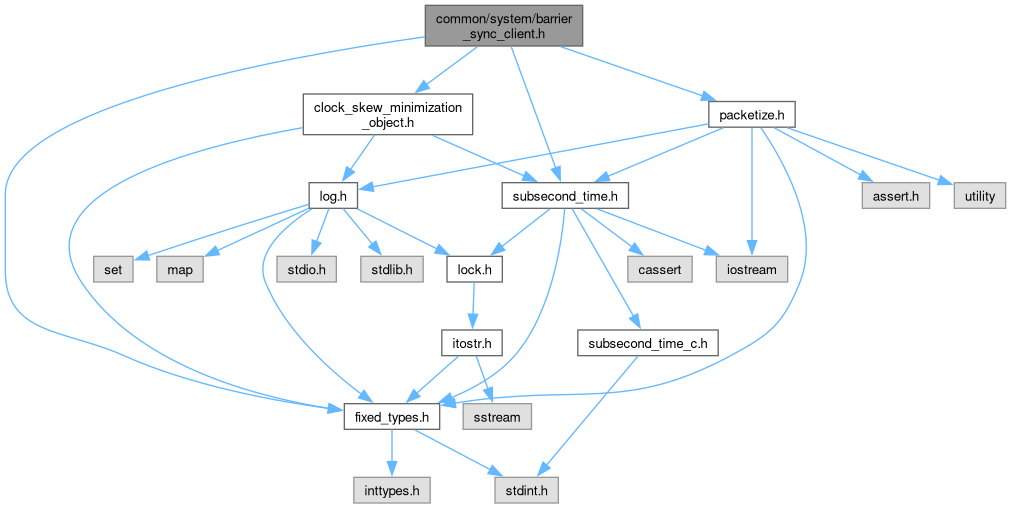 common/system/barrier
_sync_client.h
clock_skew_minimization
_object.h
packetize.h
log.h
subsecond_time.h
assert.h
utility
set
map
stdio.h
stdlib.h
lock.h
cassert
iostream
itostr.h
subsecond_time_c.h
fixed_types.h
sstream
inttypes.h
stdint.h